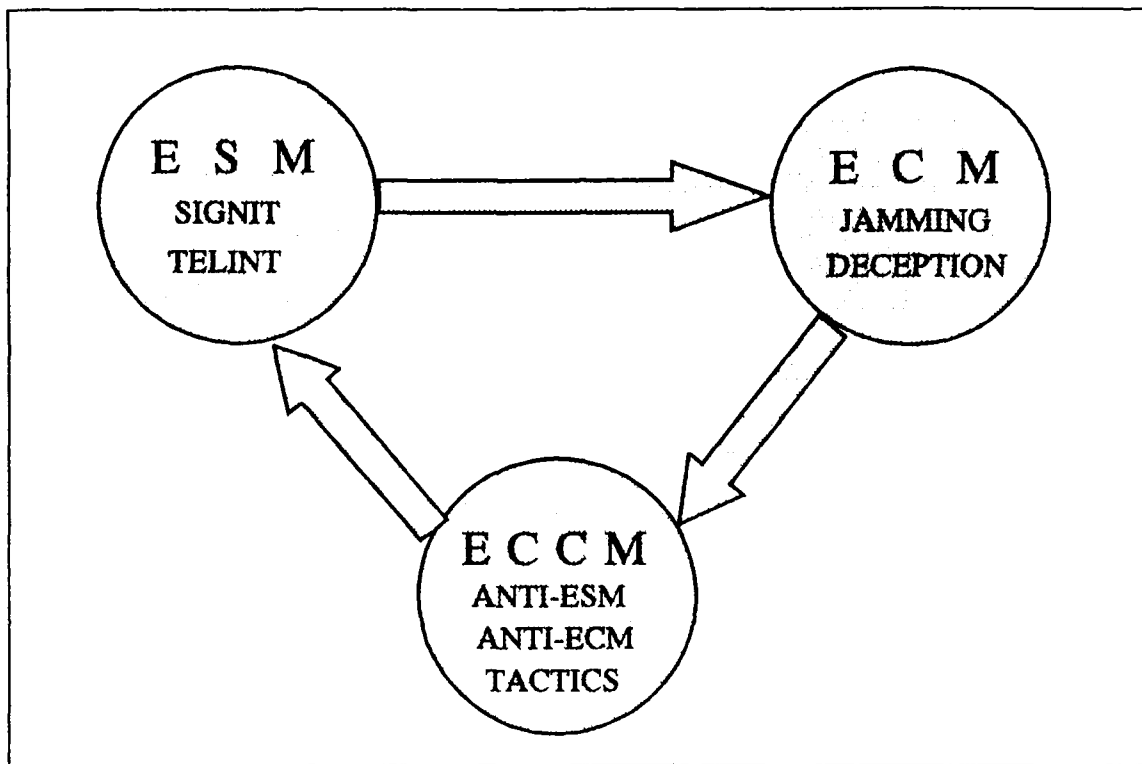 E S M
SIGNIT
TELINT
E C M
JAMMING
DECEPTION
E C C M
ANTI-ESM
ANTI-ECM
TACTICS